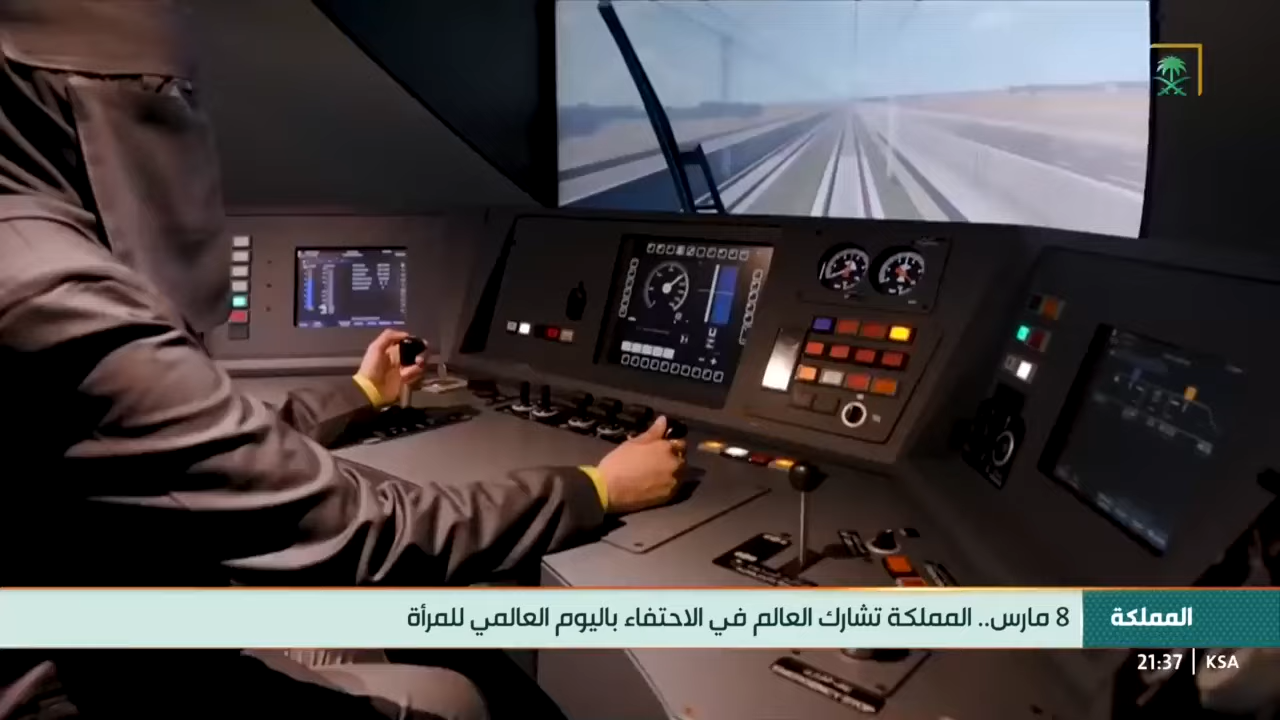 المملكة
8 مارس.. المملكة تشارك العالم في الاحتفاء باليوم العالمي للمرأة
21:37 | KSA